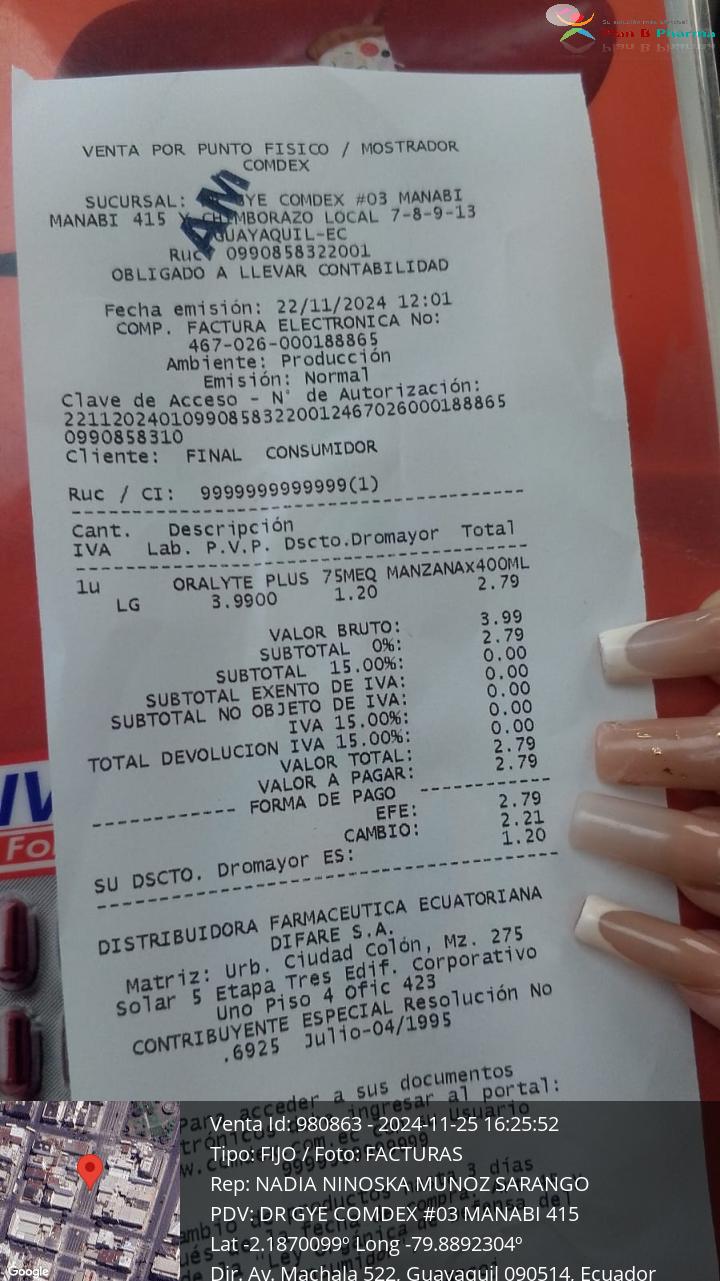 Su solución más cercana!
Plan B Pharma
VENTA POR PUNTO FISICO / MOSTRADOR
COMDEX
AM
SUCURSAL: GYE COMDEX #03 MANABI
MANABI 415 Y CHIMBORAZO LOCAL 7-8-9-13
GUAYAQUIL-EC
Ruc 0990858322001
OBLIGADO A LLEVAR CONTABILIDAD
Fecha emisión: 22/11/2024 12:01
COMP. FACTURA ELECTRONICA No:
467-026-000188865
Ambiente: Producción
Emisión: Normal
Clave de Acceso - N° de Autorización:
221120240109908583220012467026000188865
0990858310
Cliente: FINAL CONSUMIDOR
Ruc / CI: 9999999999999(1)
Cant. Descripción
IVA Lab. P.V.P. Dscto.Dromayor Total
1u ORALYTE PLUS 75MEQ MANZANAX400ML
LG 3.9900 1.20 2.79
VALOR BRUTO: 3.99
SUBTOTAL 0%: 2.79
SUBTOTAL 15.00%: 0.00
SUBTOTAL EXENTO DE IVA: 0.00
SUBTOTAL NO OBJETO DE IVA: 0.00
IVA 15.00%: 0.00
TOTAL DEVOLUCION IVA 15.00%: 0.00
VALOR TOTAL: 2.79
VALOR A PAGAR: 2.79
---------- FORMA DE PAGO ----------
EFE: 2.79
CAMBIO: 2.21
SU DSCTO. Dromayor ES: 1.20
DISTRIBUIDORA FARMACEUTICA ECUATORIANA
DIFARE S.A.
Matriz: Urb. Ciudad Colón, Mz. 275
Solar 5 Etapa Tres Edif. Corporativo
Uno Piso 4 Ofic 423
CONTRIBUYENTE ESPECIAL Resolución No
.6925 Julio-04/1995
Para acceder a sus documentos
ingresar al portal:
Google
Venta Id: 980863 - 2024-11-25 16:25:52
Tipo: FIJO / Foto: FACTURAS
Rep: NADIA NINOSKA MUNOZ SARANGO
PDV: DR GYE COMDEX #03 MANABI 415
Lat -2.1870099º Long -79.8892304º
Dir. Av. Machala 522, Guayaquil 090514, Ecuador